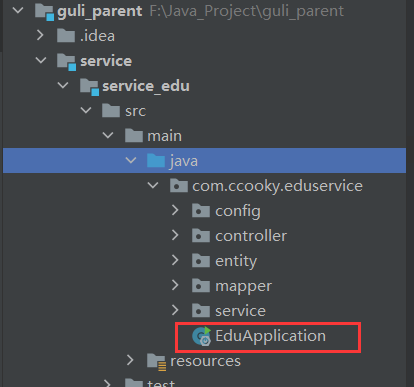 guli_parent F:\Java_Project\guli_parent
.idea
service
service_edu
src
main
java
com.ccooky.eduservice
config
controller
entity
mapper
service
EduApplication
resources
test